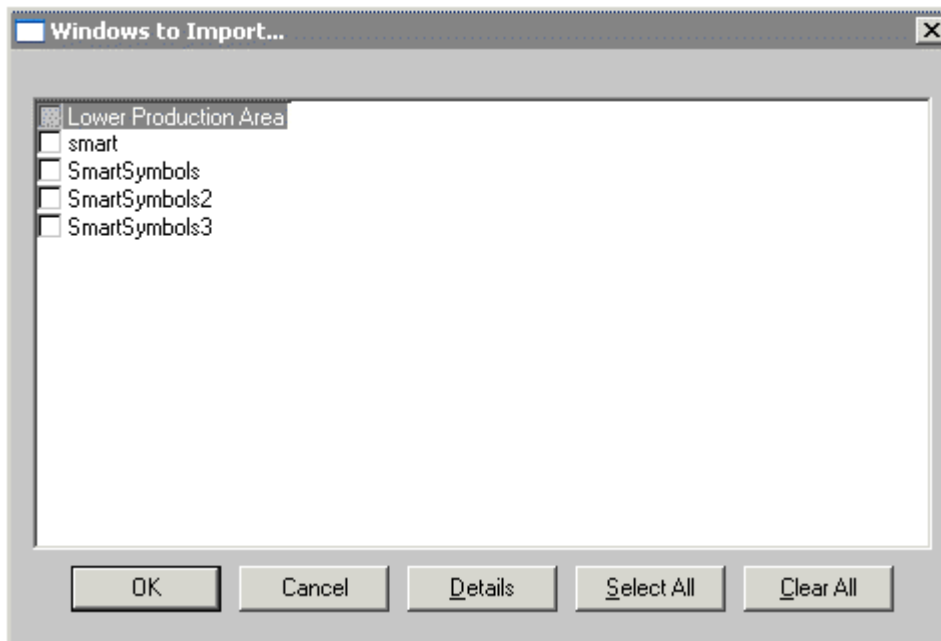 Windows to Import...
Lower Production Area
smart
SmartSymbols
SmartSymbols2
SmartSymbols3
OK Cancel Details Select All Clear All